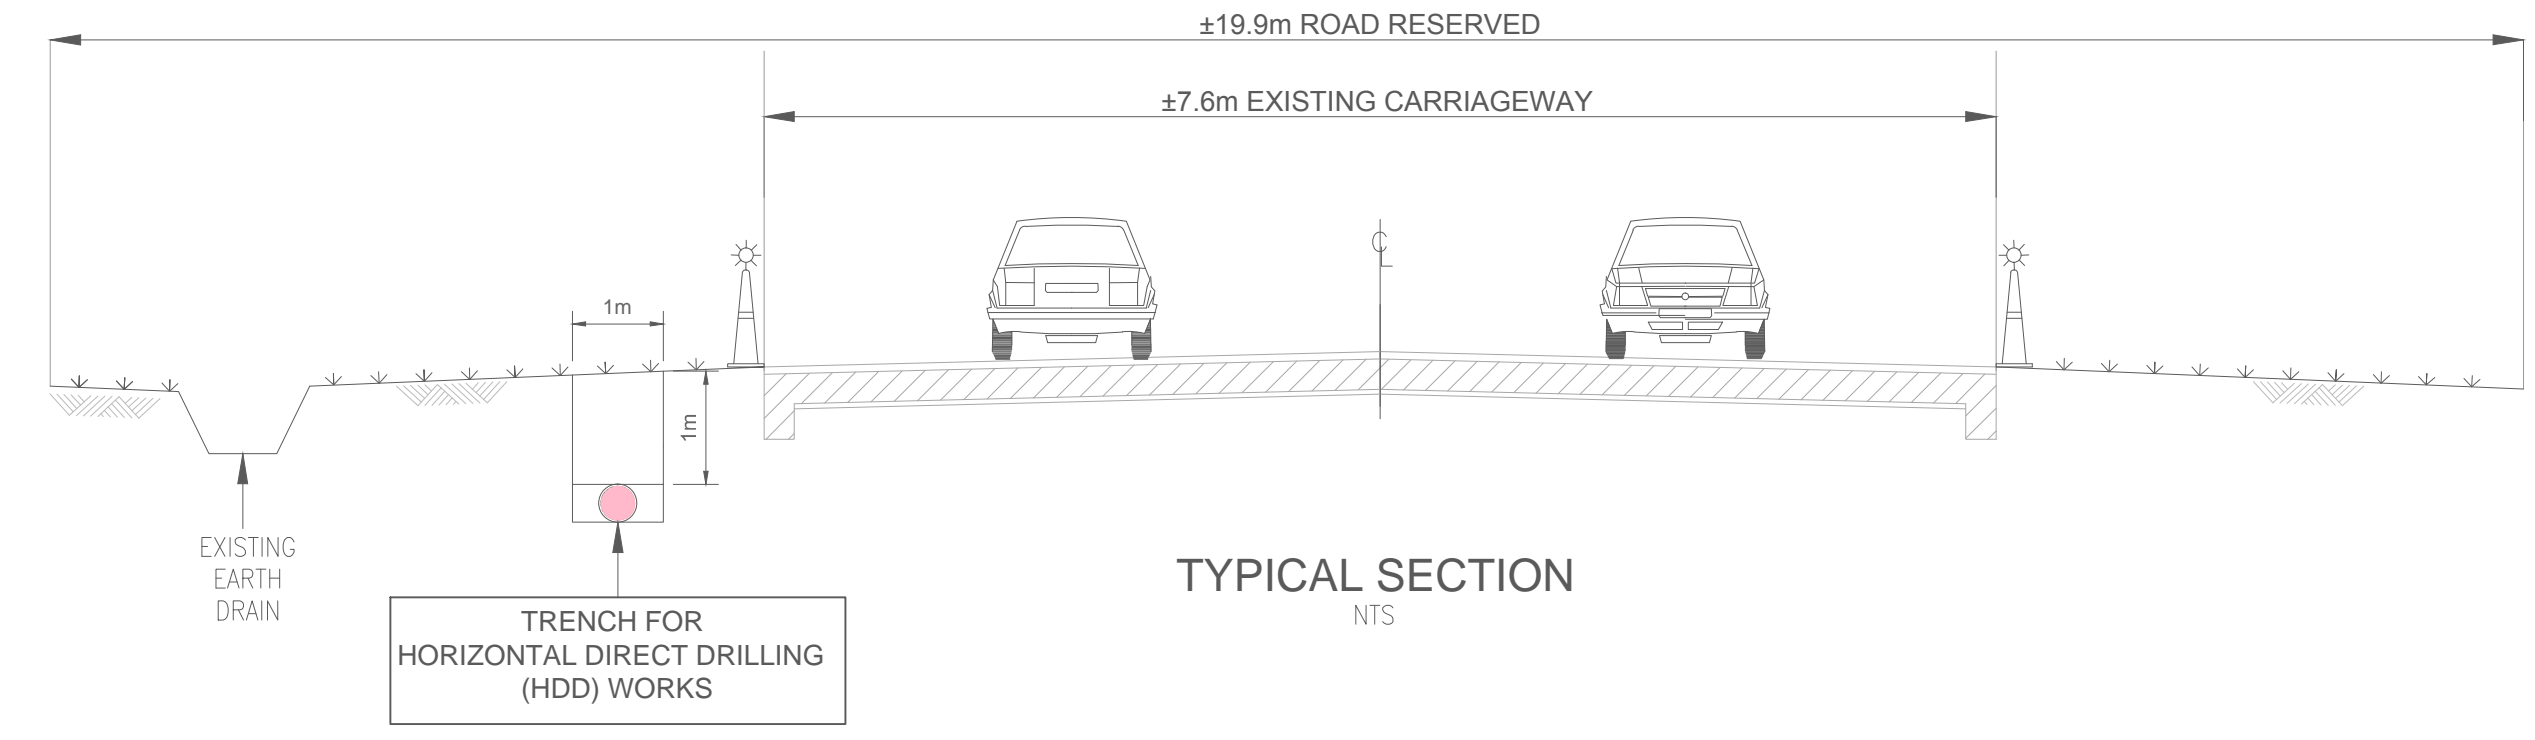 ±19.9m ROAD RESERVED
±7.6m EXISTING CARRIAGEWAY
CL
1m
1m
EXISTING
EARTH
DRAIN
TRENCH FOR
HORIZONTAL DIRECT DRILLING
(HDD) WORKS
TYPICAL SECTION
NTS